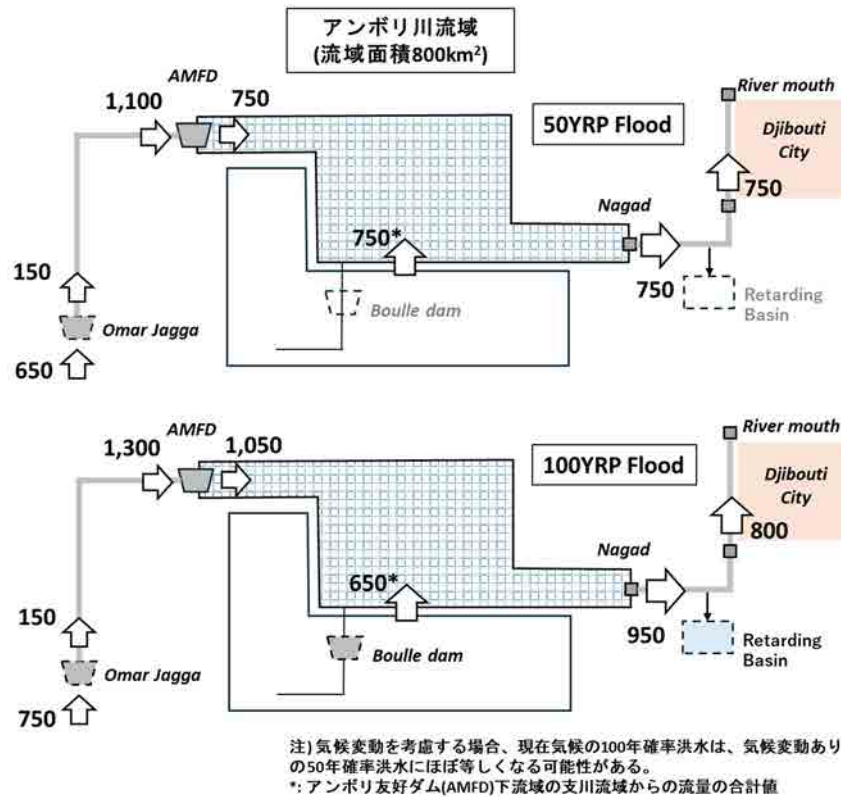 アンボリ川流域
(流域面積800km²)
AMFD
1,100
750
50YRP Flood
River mouth
Djibouti
City
750
Nagad
750*
150
750
Boulle dam
Retarding
Basin
Omar Jagga
650
AMFD
1,300
1,050
100YRP Flood
River mouth
Djibouti
City
800
Nagad
650*
150
950
Boulle dam
Retarding
Basin
Omar Jagga
750
注) 気候変動を考慮する場合、現在気候の100年確率洪水は、気候変動あり
の50年確率洪水にほぼ等しくなる可能性がある。
*: アンボリ友好ダム(AMFD)下流域の支川流域からの流量の合計値